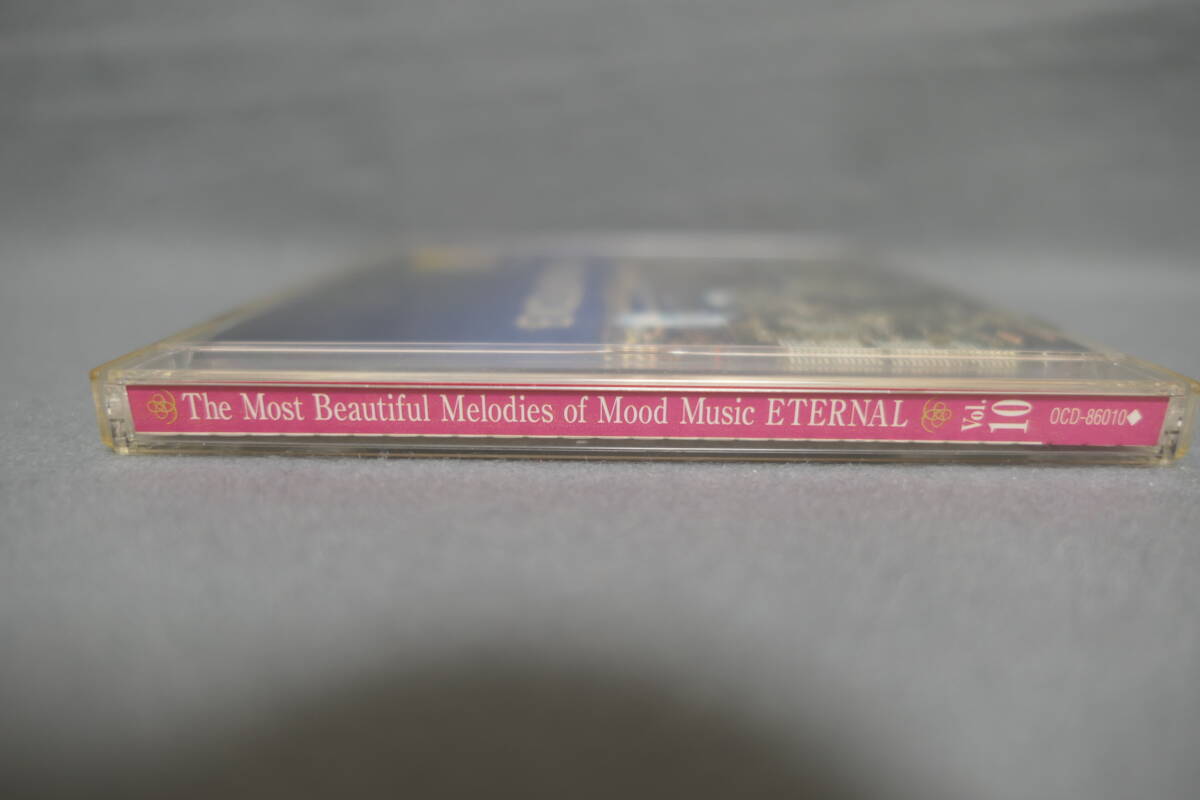 The Most Beautiful Melodies of Mood Music ETERNAL Vol. 10 OCD-86010◆